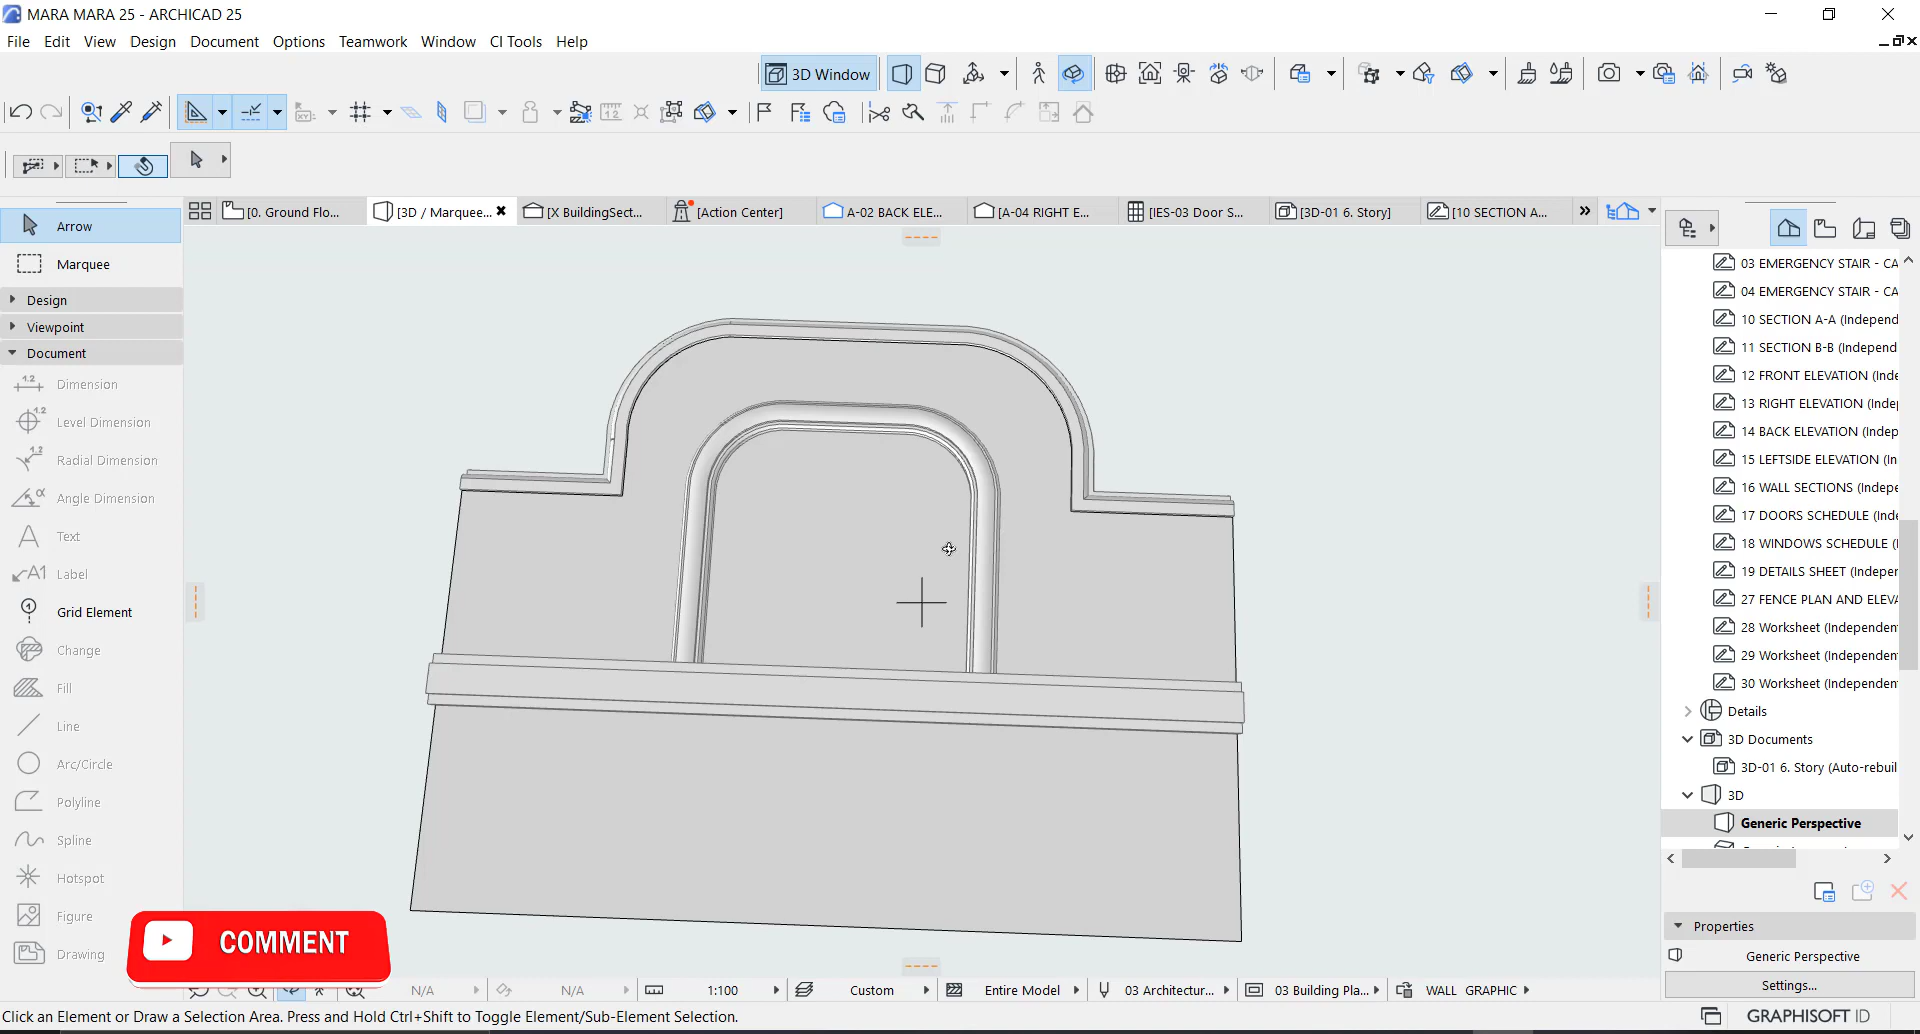 MARA MARA 25 - ARCHICAD 25
File Edit View Design Document Options Teamwork Window CI Tools Help
3D Window
[0. Ground Flo...
[3D / Marquee...
[X BuildingSect...
[Action Center]
A-02 BACK ELE...
[A-04 RIGHT E...
[IES-03 Door S...
[3D-01 6. Story]
[10 SECTION A...
Arrow
Marquee
Design
Viewpoint
Document
Dimension
Level Dimension
Radial Dimension
Angle Dimension
Text
Label
Grid Element
Change
Fill
Line
Arc/Circle
Polyline
Spline
Hotspot
Figure
Drawing
COMMENT
03 EMERGENCY STAIR - CA
04 EMERGENCY STAIR - CA
10 SECTION A-A (Independ
11 SECTION B-B (Independ
12 FRONT ELEVATION (Inde
13 RIGHT ELEVATION (Indep
14 BACK ELEVATION (Indep
15 LEFTSIDE ELEVATION (In
16 WALL SECTIONS (Indepe
17 DOORS SCHEDULE (Inde
18 WINDOWS SCHEDULE (I
19 DETAILS SHEET (Indeper
27 FENCE PLAN AND ELEVA
28 Worksheet (Independen
29 Worksheet (Independen
30 Worksheet (Independen
Details
3D Documents
3D-01 6. Story (Auto-rebuil
3D
Generic Perspective
Properties
Generic Perspective
Settings...
N/A
N/A
1:100
Custom
Entire Model
03 Architectur...
03 Building Pla...
WALL GRAPHIC
Click an Element or Draw a Selection Area. Press and Hold Ctrl+Shift to Toggle Element/Sub-Element Selection.
GRAPHISOFT ID